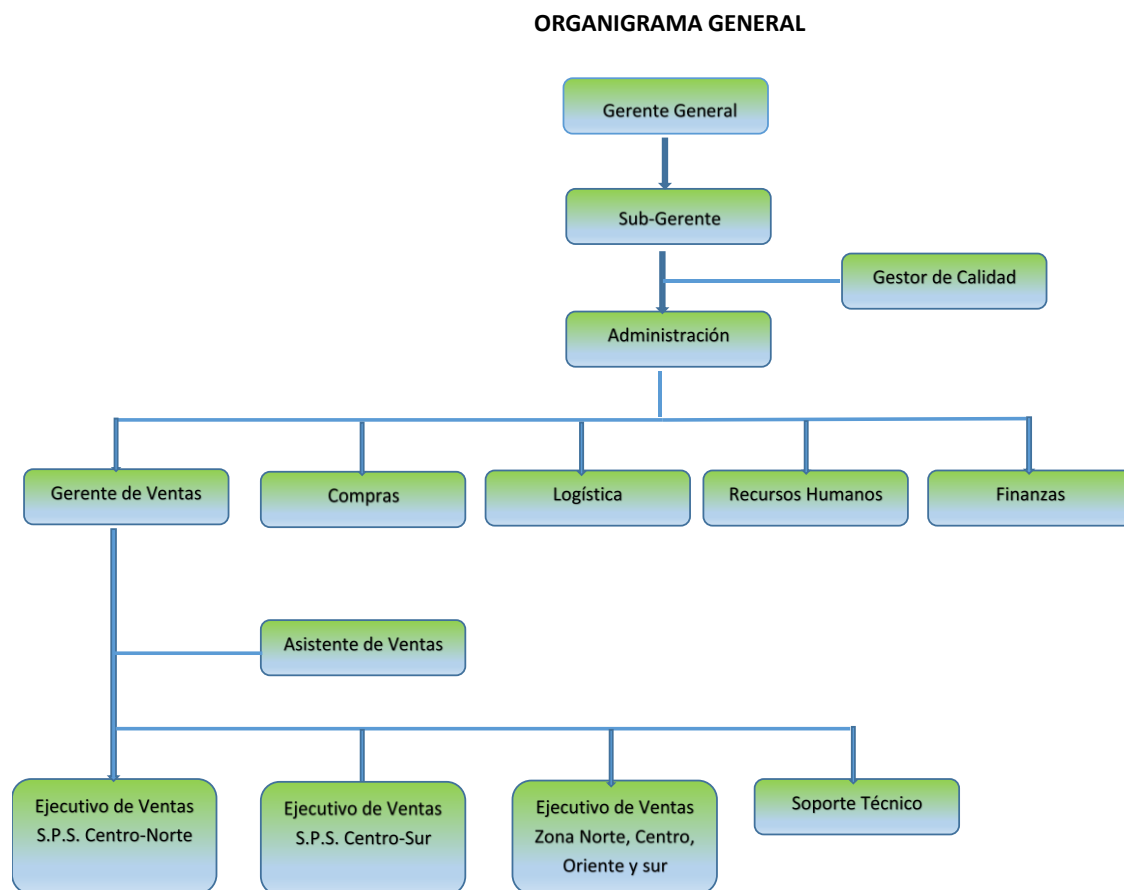 ORGANIGRAMA GENERAL
Gerente General
Sub-Gerente
Gestor de Calidad
Administración
Gerente de Ventas
Compras
Logística
Recursos Humanos
Finanzas
Asistente de Ventas
Ejecutivo de Ventas
S.P.S. Centro-Norte
Ejecutivo de Ventas
S.P.S. Centro-Sur
Ejecutivo de Ventas
Zona Norte, Centro,
Oriente y sur
Soporte Técnico